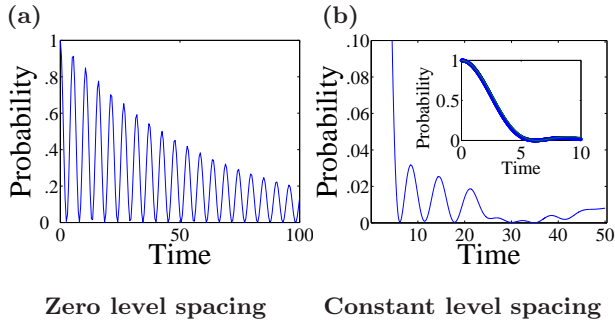 (a)
(b)
Probability
1
.8
.6
.4
.2
0
0
50
100
Time
Probability
.10
.08
.06
.04
.02
0
10
20
30
40
50
Time
Probability
1
0.5
0
0
5
10
Time
Zero level spacing
Constant level spacing